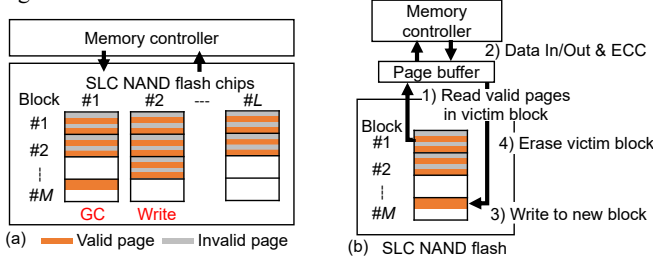 Memory controller
SLC NAND flash chips
Block #1 #2 --- #L
#1
#2
#M
GC Write
(a) Valid page Invalid page
Memory
controller
2) Data In/Out & ECC
Page buffer
1) Read valid pages
in victim block
Block
#1
4) Erase victim block
#2
#M
3) Write to new block
(b) SLC NAND flash